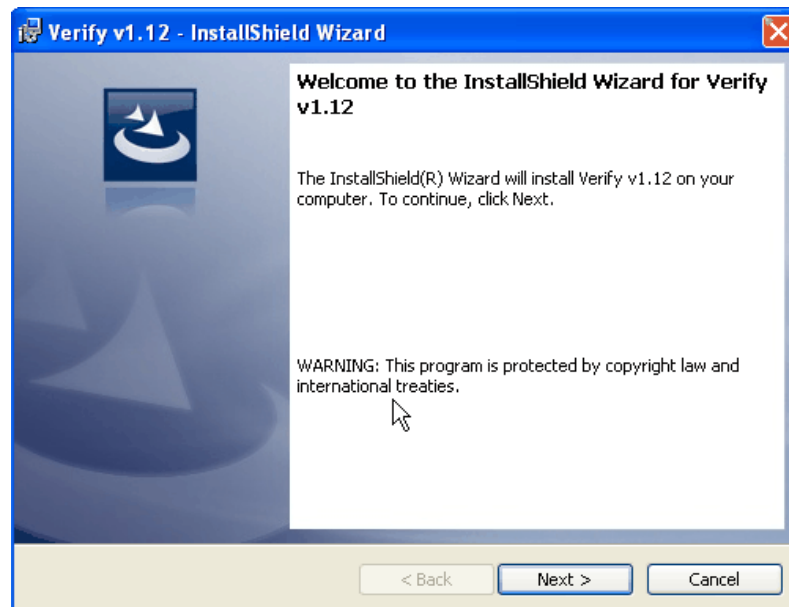 Verify v1.12 - InstallShield Wizard
Welcome to the InstallShield Wizard for Verify
v1.12
The InstallShield(R) Wizard will install Verify v1.12 on your
computer. To continue, click Next.
WARNING: This program is protected by copyright law and
international treaties.
< Back
Next >
Cancel